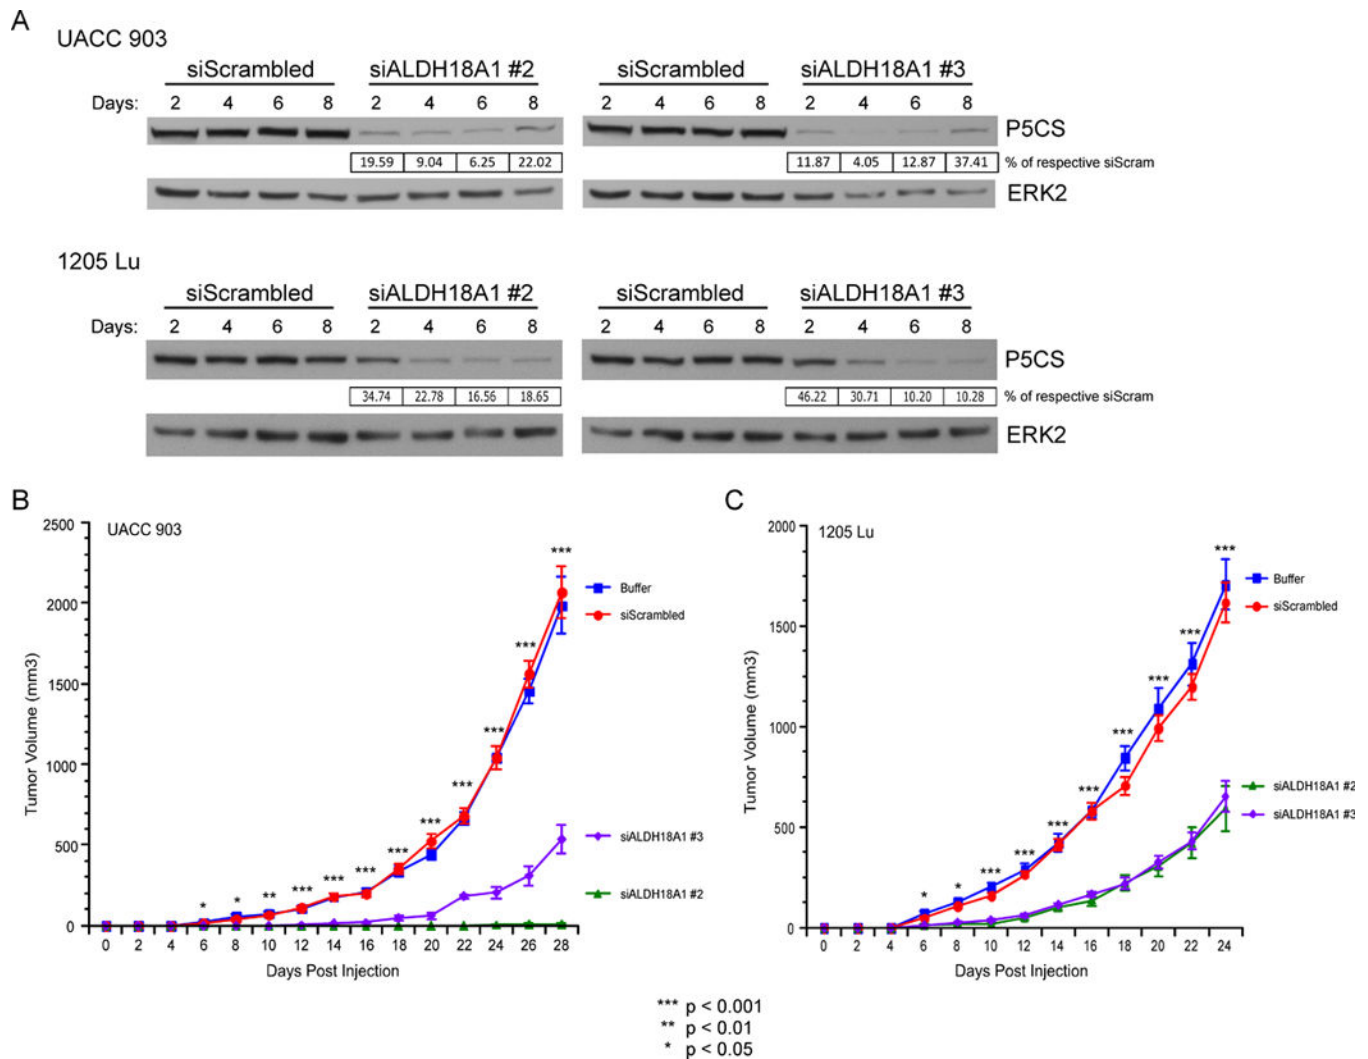 A
UACC 903
siScrambled siALDH18A1 #2 siScrambled siALDH18A1 #3
Days: 2 4 6 8 2 4 6 8 2 4 6 8 2 4 6 8
P5CS
19.59 9.04 6.25 22.02 11.87 4.05 12.87 37.41 % of respective siScram
ERK2
1205 Lu
siScrambled siALDH18A1 #2 siScrambled siALDH18A1 #3
Days: 2 4 6 8 2 4 6 8 2 4 6 8 2 4 6 8
P5CS
34.74 22.78 16.56 18.65 46.22 30.71 10.20 10.28 % of respective siScram
ERK2
B
UACC 903
2500
2000
1500
1000
500
0
Tumor Volume (mm3)
* * ** *** *** *** *** *** *** *** *** ***
Buffer
siScrambled
siALDH18A1 #3
siALDH18A1 #2
0 2 4 6 8 10 12 14 16 18 20 22 24 26 28
Days Post Injection
C
1205 Lu
2000
1500
1000
500
0
Tumor Volume (mm3)
* * *** *** *** *** *** *** *** ***
Buffer
siScrambled
siALDH18A1 #2
siALDH18A1 #3
0 2 4 6 8 10 12 14 16 18 20 22 24
Days Post Injection
*** p < 0.001
** p < 0.01
* p < 0.05